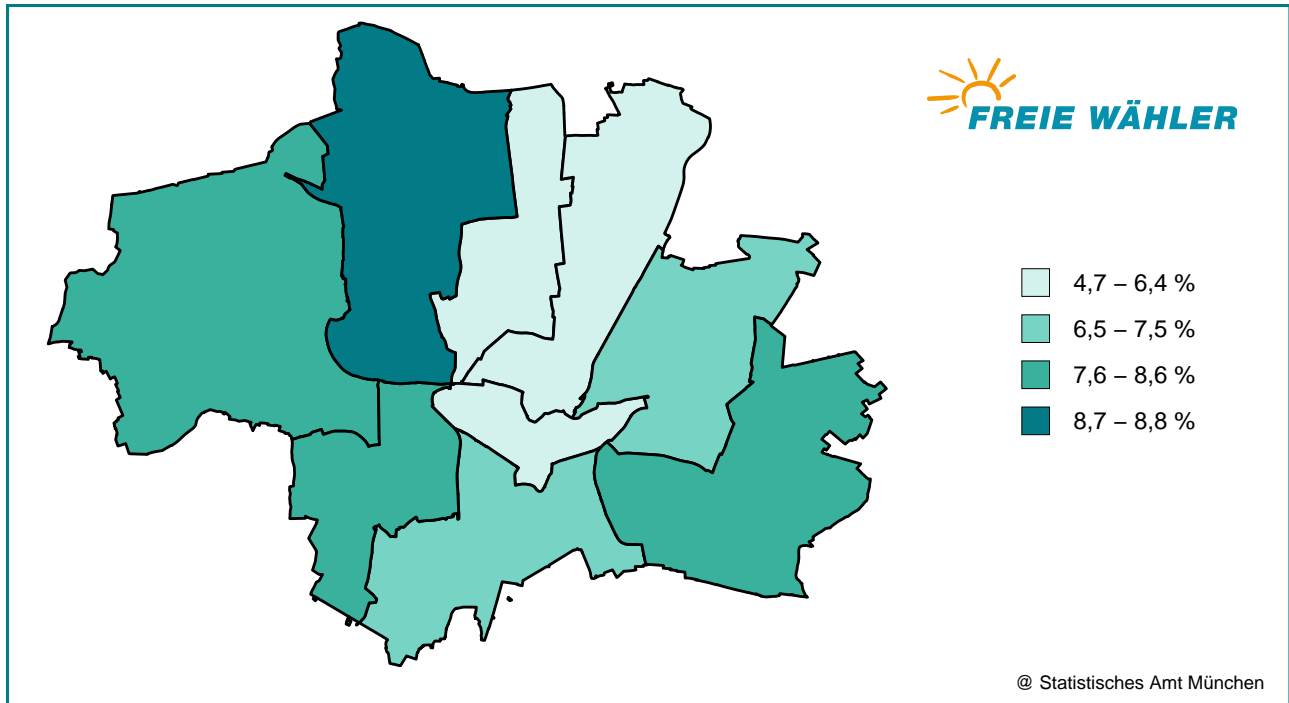 FREIE WÄHLER
4,7 – 6,4 %
6,5 – 7,5 %
7,6 – 8,6 %
8,7 – 8,8 %
@ Statistisches Amt München